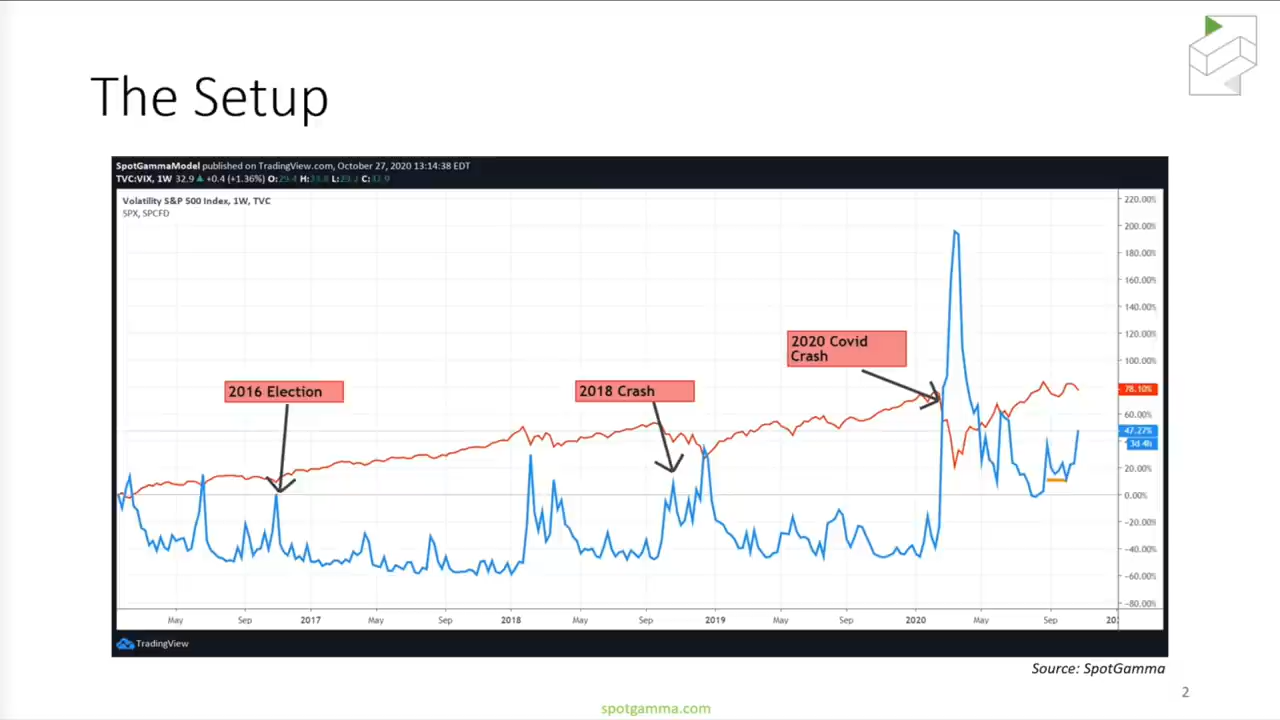 The Setup
SpotGammaModel published on TradingView.com, October 27, 2020 13:14:38 EDT
TVC:VIX, 1W 32.9 ▲ +0.4 (+1.36%) O: H: L: C:
Volatility S&P 500 Index, 1W, TVC
SPX, SPCFD
220.00%
200.00%
180.00%
160.00%
140.00%
120.00%
100.00%
78.10%
60.00%
47.27%
3d 4h
20.00%
0.00%
-20.00%
-40.00%
-60.00%
-80.00%
2020 Covid
Crash
2016 Election
2018 Crash
May Sep 2017 May Sep 2018 May Sep 2019 May Sep 2020 May Sep
TradingView
Source: SpotGamma
2
spotgamma.com